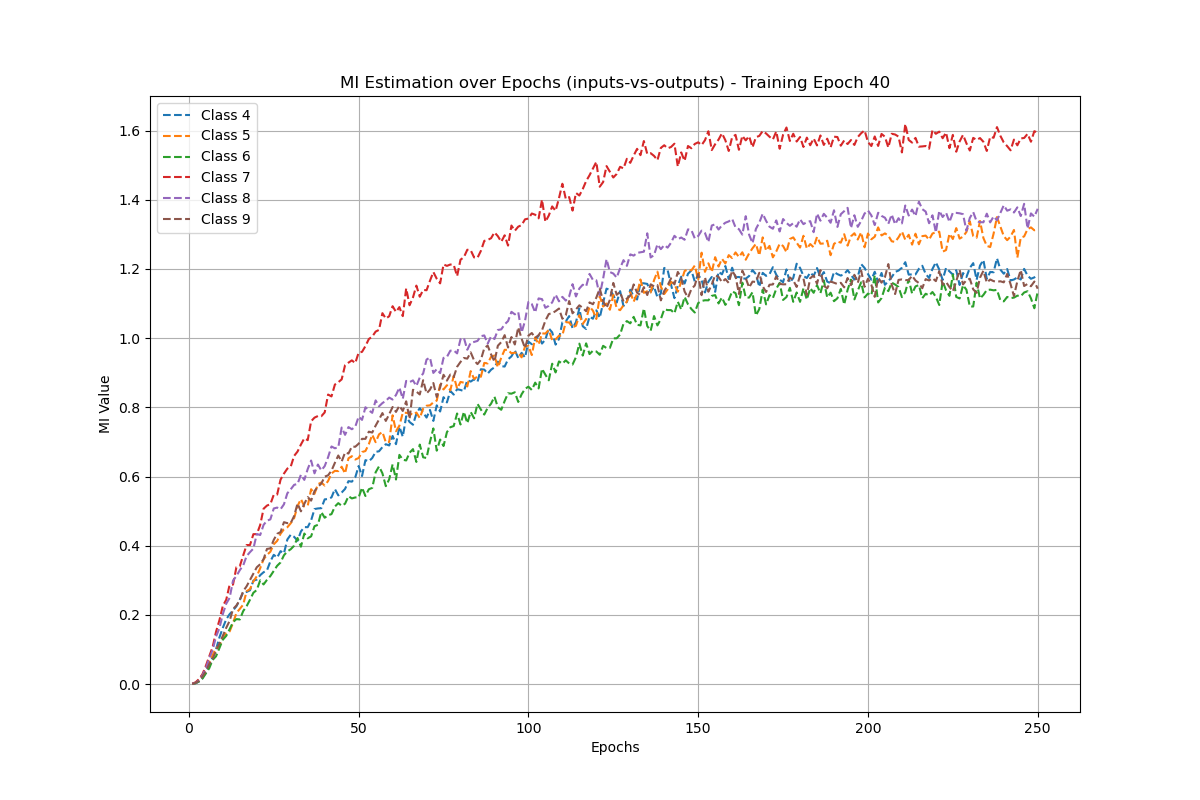 MI Estimation over Epochs (inputs-vs-outputs) - Training Epoch 40
Class 4
Class 5
Class 6
Class 7
Class 8
Class 9
MI Value
1.6
1.4
1.2
1.0
0.8
0.6
0.4
0.2
0.0
0
50
100
150
200
250
Epochs